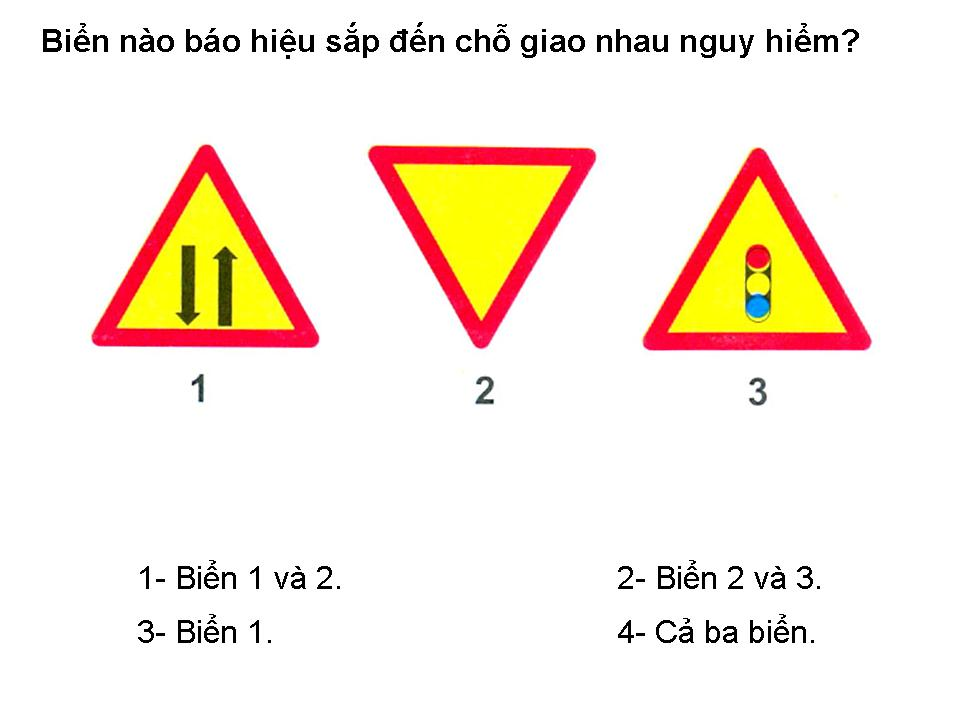 Biển nào báo hiệu sắp đến chỗ giao nhau nguy hiểm?
1 2 3
1- Biển 1 và 2. 2- Biển 2 và 3.
3- Biển 1. 4- Cả ba biển.